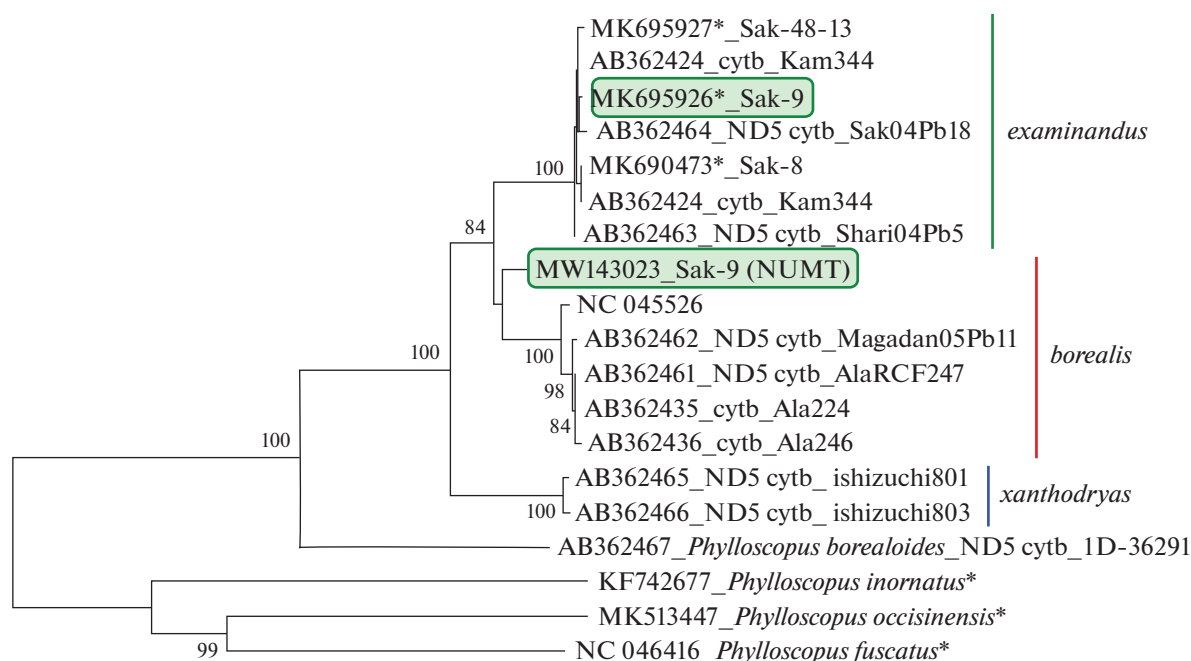 MK695927*_Sak-48-13
AB362424_cytb_Kam344
MK695926*_Sak-9
AB362464_ND5 cytb_Sak04Pb18
examinandus
100
MK690473*_Sak-8
AB362424_cytb_Kam344
84
AB362463_ND5 cytb_Shari04Pb5
MW143023_Sak-9 (NUMT)
NC 045526
AB362462_ND5 cytb_Magadan05Pb11
100
100
borealis
AB362461_ND5 cytb_AlaRCF247
98
AB362435_cytb_Ala224
84
100
AB362436_cytb_Ala246
AB362465_ND5 cytb_ ishizuchi801
xanthodryas
100
AB362466_ND5 cytb_ ishizuchi803
AB362467_Phylloscopus borealoides_ND5 cytb_1D-36291
KF742677_Phylloscopus inornatus*
MK513447_Phylloscopus occisinensis*
99
NC 046416_Phylloscopus fuscatus*